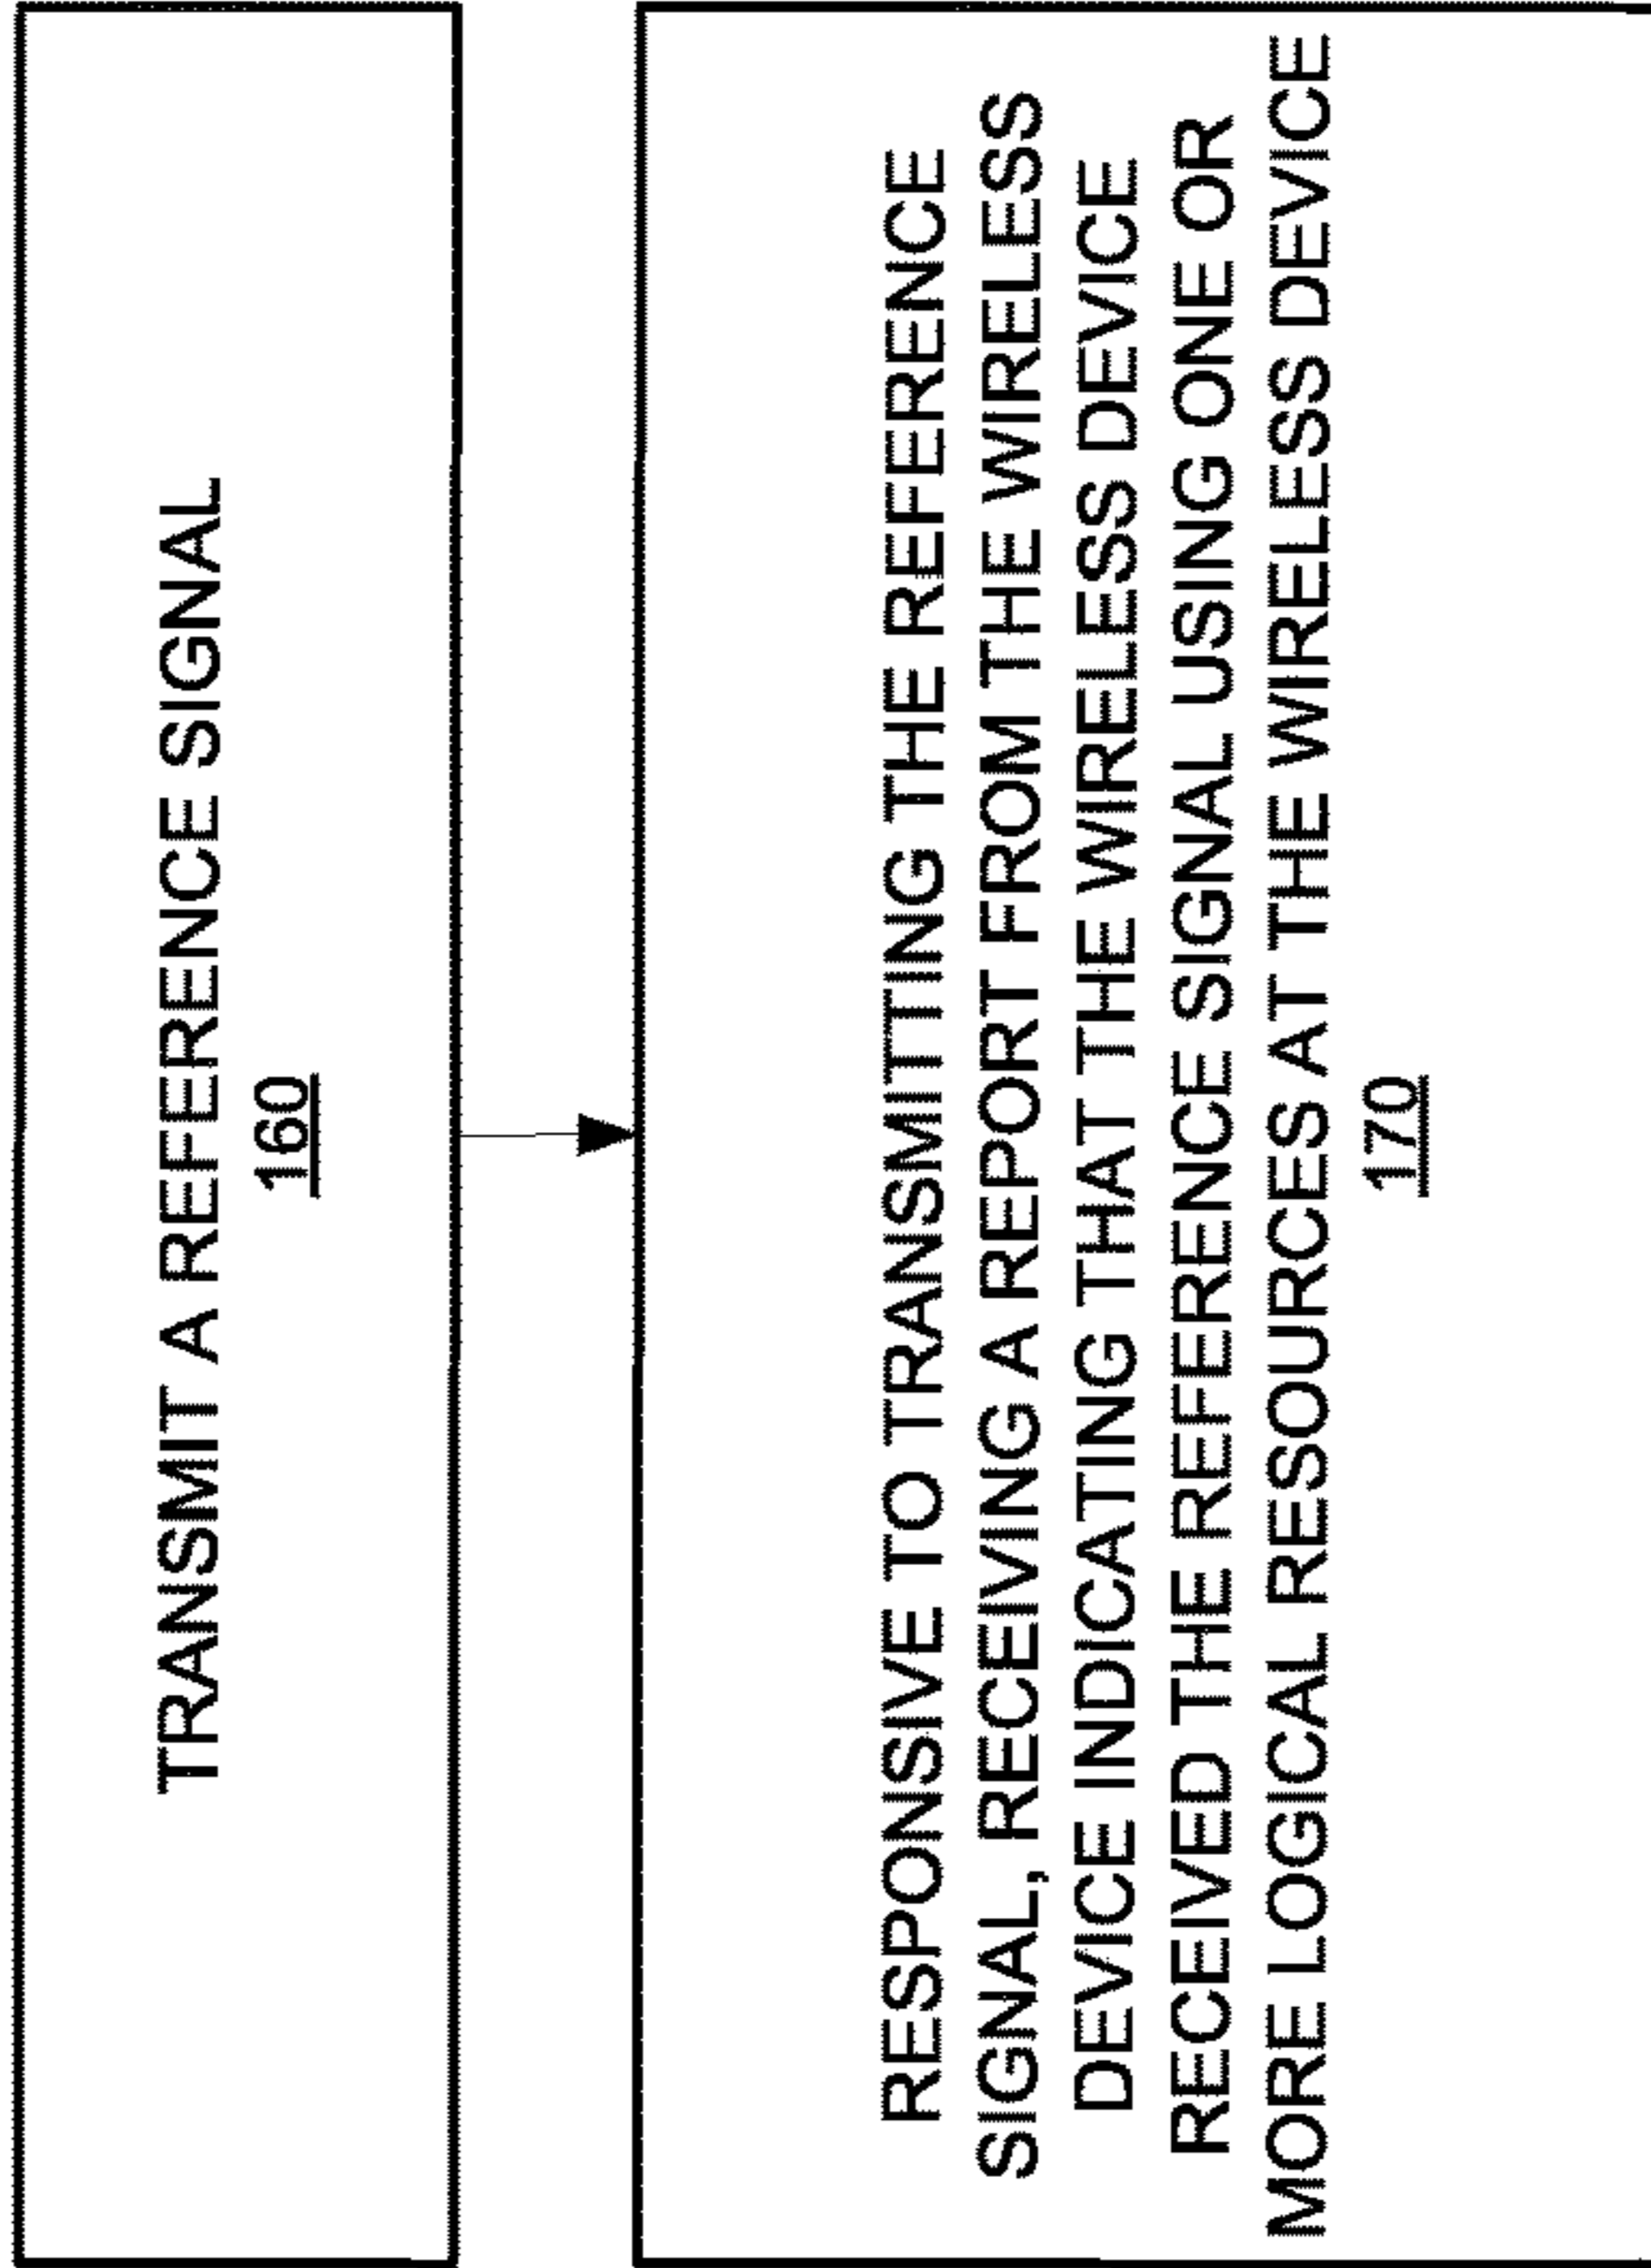 TRANSMIT A REFERENCE SIGNAL
160
RESPONSIVE TO TRANSMITTING THE REFERENCE
SIGNAL, RECEIVING A REPORT FROM THE WIRELESS
DEVICE INDICATING THAT THE WIRELESS DEVICE
RECEIVED THE REFERENCE SIGNAL USING ONE OR
MORE LOGICAL RESOURCES AT THE WIRELESS DEVICE
170